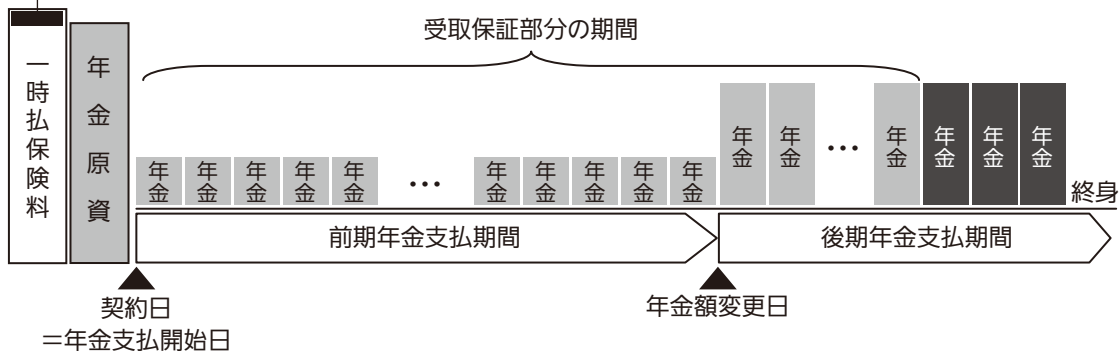 受取保証部分の期間
一時払保険料
年金原資
年金
年金
年金
年金
年金
…
年金
年金
年金
年金
年金
年金
年金
…
年金
年金
年金
年金
終身
前期年金支払期間
後期年金支払期間
契約日
=年金支払開始日
年金額変更日